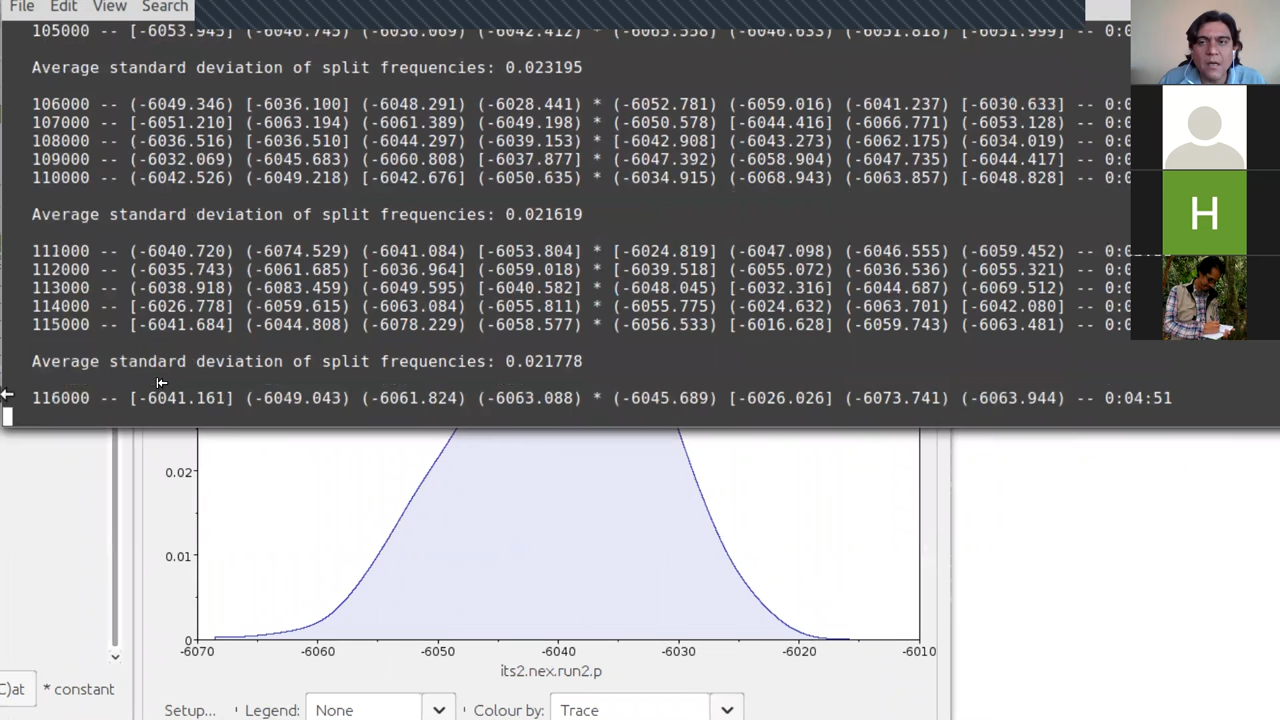 File Edit View Search
105000 -- (-6053.945) (-6046.745) (-6036.069) (-6042.412) * (-6065.558) (-6046.633) (-6051.818) [-6051.999] -- 0:0
Average standard deviation of split frequencies: 0.023195
106000 -- (-6049.346) [-6036.100] (-6048.291) (-6028.441) * (-6052.781) (-6059.016) (-6041.237) [-6030.633] -- 0:0
107000 -- (-6051.210) (-6063.194) (-6061.389) (-6049.198) * (-6050.578) [-6044.416] (-6066.771) (-6053.128) -- 0:0
108000 -- (-6036.516) [-6036.510] (-6044.297) (-6039.153) * [-6042.908] (-6043.273) (-6062.175) (-6034.019) -- 0:0
109000 -- [-6032.069] (-6045.683) (-6060.808) (-6037.877) * (-6047.392) (-6058.904) (-6047.735) [-6044.417] -- 0:0
110000 -- (-6042.526) (-6049.218) [-6042.676] (-6050.635) * (-6034.915) (-6068.943) (-6063.857) [-6048.828] -- 0:0
Average standard deviation of split frequencies: 0.021619
111000 -- (-6040.720) (-6074.529) (-6041.084) [-6053.804] * [-6024.819] (-6047.098) (-6046.555) (-6059.452) -- 0:0
112000 -- (-6035.743) (-6061.685) [-6036.964] (-6059.018) * [-6039.518] (-6055.072) (-6036.536) (-6055.321) -- 0:0
113000 -- [-6038.918] (-6083.459) (-6049.595) [-6040.582] * (-6048.045) [-6032.316] (-6044.687) (-6069.512) -- 0:0
114000 -- (-6026.778) (-6059.615) (-6063.084) (-6055.811) * (-6055.775) (-6024.632) (-6063.701) (-6042.080) -- 0:0
115000 -- [-6041.684] (-6044.808) (-6078.229) (-6058.577) * (-6056.533) [-6016.628] (-6059.743) (-6063.481) -- 0:0
Average standard deviation of split frequencies: 0.021778
116000 -- [-6041.161] (-6049.043) (-6061.824) (-6063.088) * (-6045.689) [-6026.026] (-6073.741) (-6063.944) -- 0:04:51
H
0.02
0.01
0
-6070 -6060 -6050 -6040 -6030 -6020 -6010
its2.nex.run2.p
C)at * constant
Setup... Legend: None Colour by: Trace